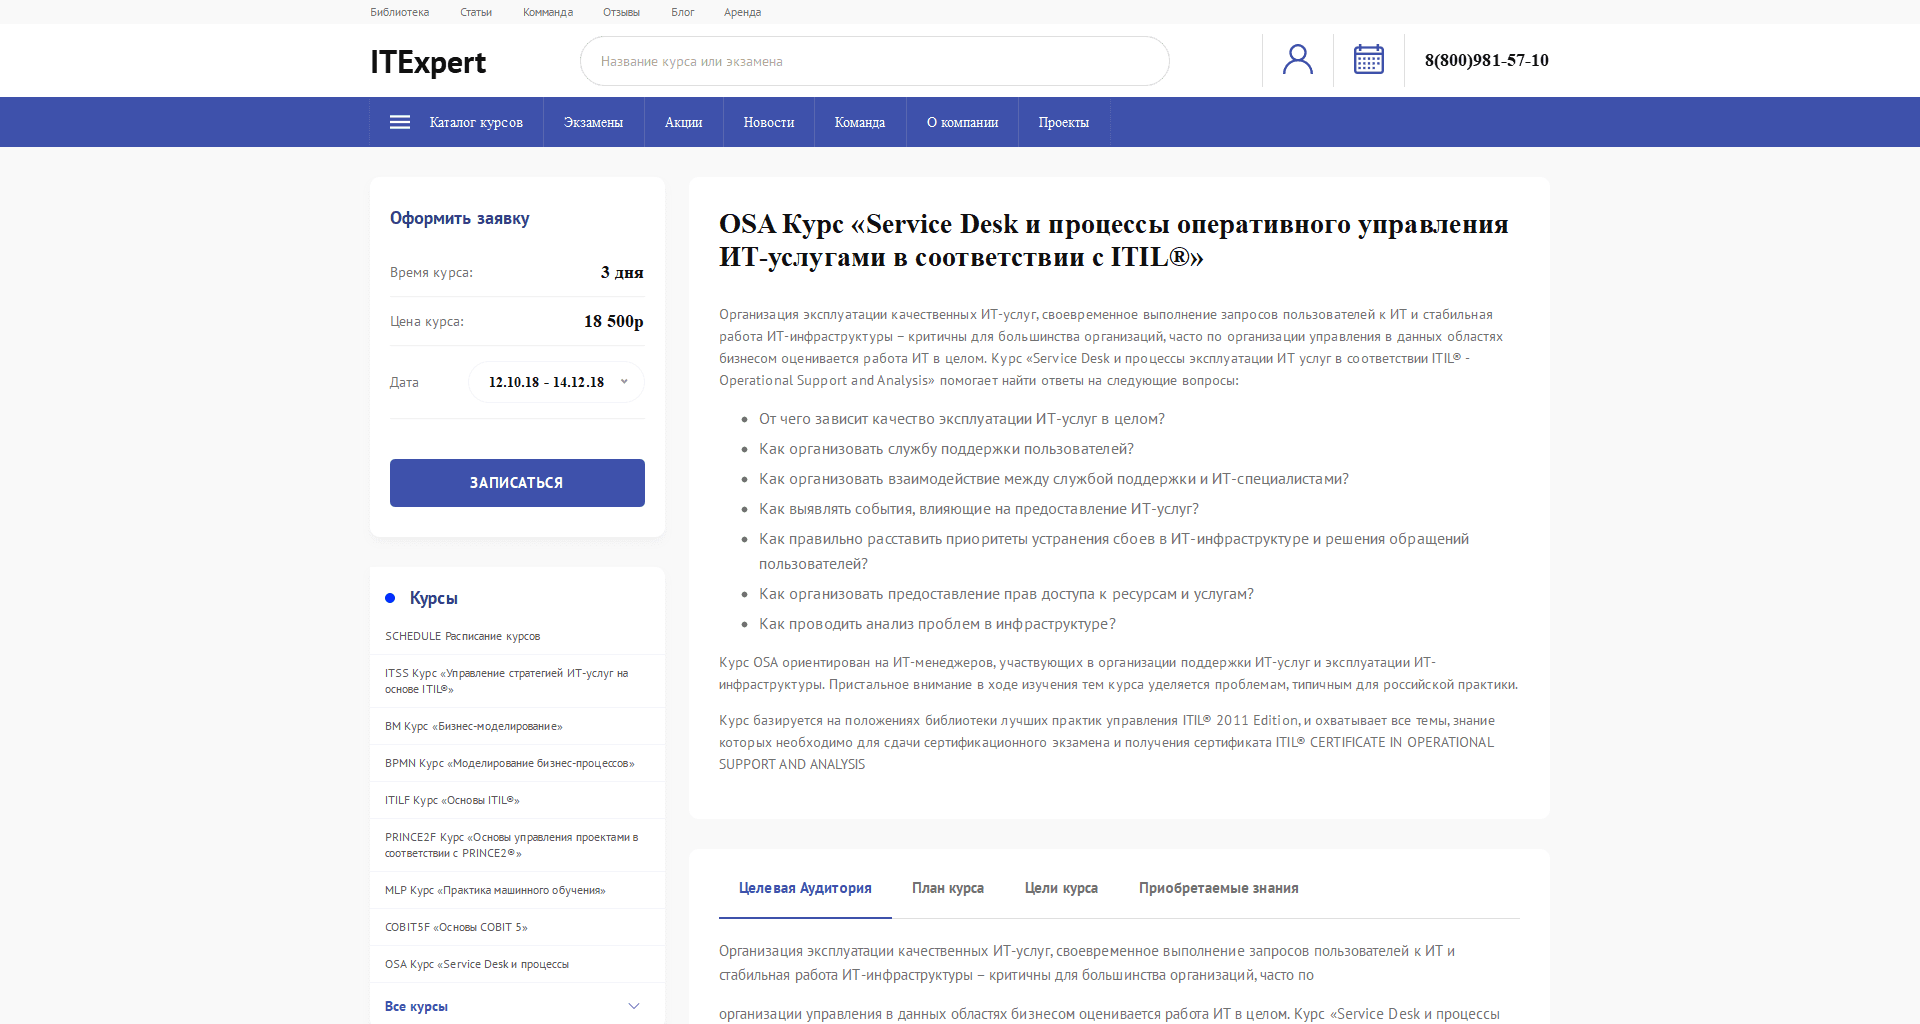 Библиотека Статьи Комманда Отзывы Блог Аренда
ITExpert
Название курса или экзамена
8(800)981-57-10
Каталог курсов Экзамены Акции Новости Команда О компании Проекты
Оформить заявку
Время курса: 3 дня
Цена курса: 18 500р
Дата 12.10.18 - 14.12.18
ЗАПИСАТЬСЯ
Курсы
SCHEDULE Расписание курсов
ITSS Курс «Управление стратегией ИТ-услуг на
основе ITIL®»
BM Курс «Бизнес-моделирование»
BPMN Курс «Моделирование бизнес-процессов»
ITILF Курс «Основы ITIL®»
PRINCE2F Курс «Основы управления проектами в
соответствии с PRINCE2®»
MLP Курс «Практика машинного обучения»
COBIT5F «Основы COBIT 5»
OSA Курс «Service Desk и процессы
Все курсы
OSA Курс «Service Desk и процессы оперативного управления
ИТ-услугами в соответствии с ITIL®»
Организация эксплуатации качественных ИТ-услуг, своевременное выполнение запросов пользователей к ИТ и стабильная
работа ИТ-инфраструктуры – критичны для большинства организаций, часто по организации управления в данных областях
бизнесом оценивается работа ИТ в целом. Курс «Service Desk и процессы эксплуатации ИТ услуг в соответствии ITIL® -
Operational Support and Analysis» помогает найти ответы на следующие вопросы:
• От чего зависит качество эксплуатации ИТ-услуг в целом?
• Как организовать службу поддержки пользователей?
• Как организовать взаимодействие между службой поддержки и ИТ-специалистами?
• Как выявлять события, влияющие на предоставление ИТ-услуг?
• Как правильно расставить приоритеты устранения сбоев в ИТ-инфраструктуре и решения обращений
пользователей?
• Как организовать предоставление прав доступа к ресурсам и услугам?
• Как проводить анализ проблем в инфраструктуре?
Курс OSA ориентирован на ИТ-менеджеров, участвующих в организации поддержки ИТ-услуг и эксплуатации ИТ-
инфраструктуры. Пристальное внимание в ходе изучения тем курса уделяется проблемам, типичным для российской практики.
Курс базируется на положениях библиотеки лучших практик управления ITIL® 2011 Edition, и охватывает все темы, знание
которых необходимо для сдачи сертификационного экзамена и получения сертификата ITIL® CERTIFICATE IN OPERATIONAL
SUPPORT AND ANALYSIS
Целевая Аудитория План курса Цели курса Приобретаемые знания
Организация эксплуатации качественных ИТ-услуг, своевременное выполнение запросов пользователей к ИТ и
стабильная работа ИТ-инфраструктуры – критичны для большинства организаций, часто по
организации управления в данных областях бизнесом оценивается работа ИТ в целом. Курс «Service Desk и процессы